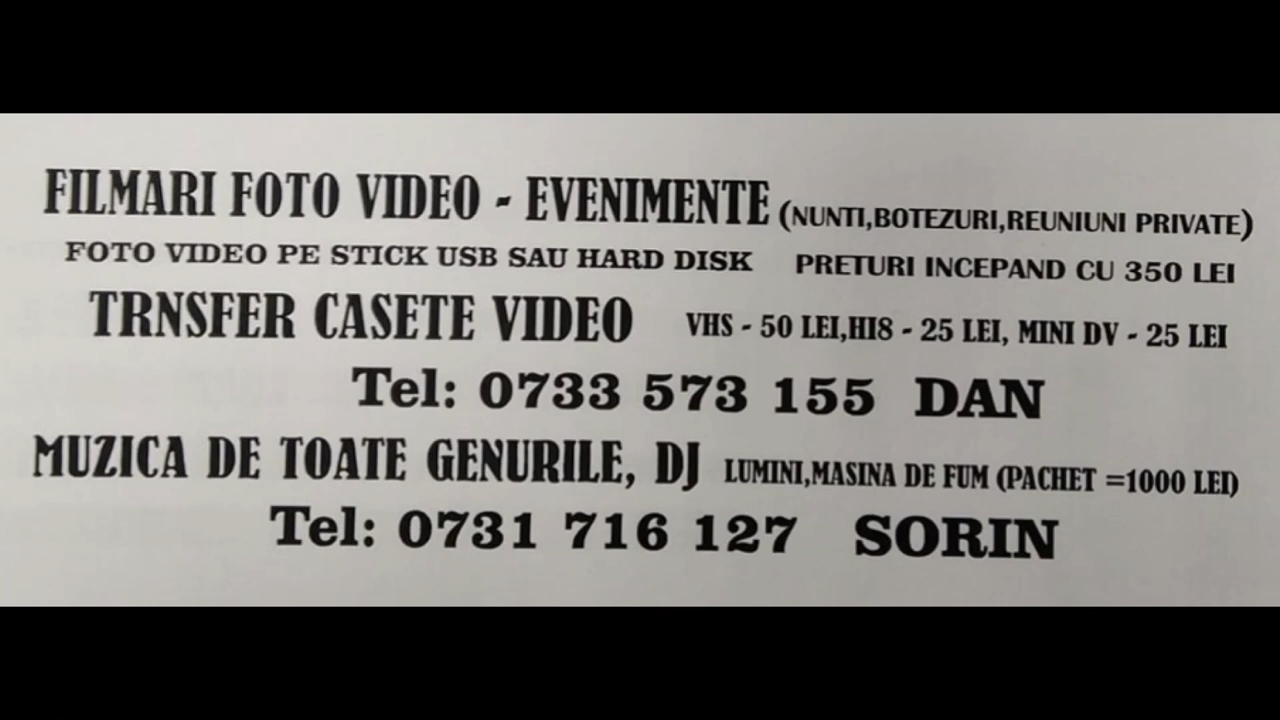 FILMARI FOTO VIDEO - EVENIMENTE (NUNTI,BOTEZURI,REUNIUNI PRIVATE)
FOTO VIDEO PE STICK USB SAU HARD DISK PRETURI INCEPAND CU 350 LEI
TRNSFER CASETE VIDEO VHS - 50 LEI,HI8 - 25 LEI, MINI DV - 25 LEI
Tel: 0733 573 155 DAN
MUZICA DE TOATE GENURILE, DJ LUMINI,MASINA DE FUM (PACHET =1000 LEI)
Tel: 0731 716 127 SORIN